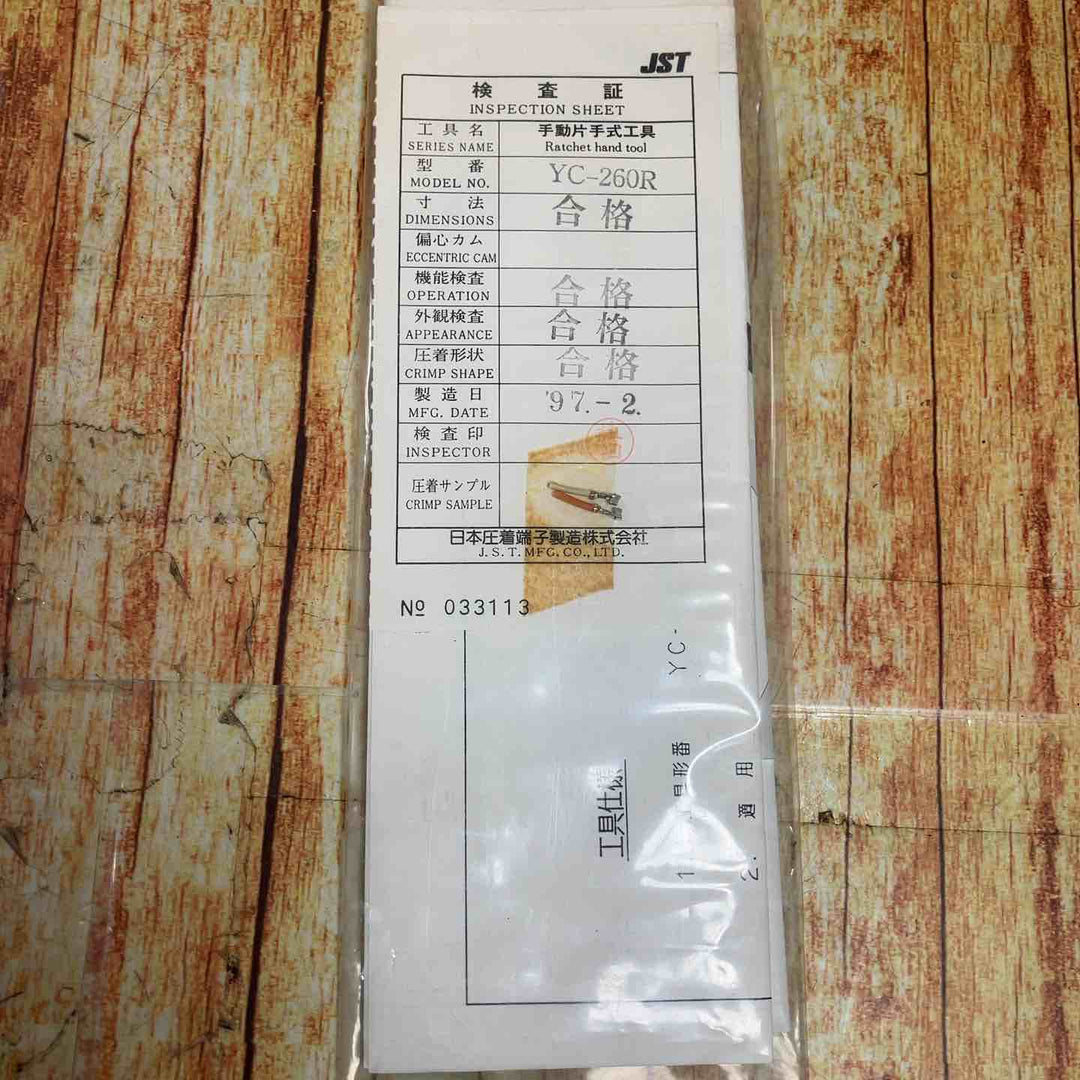 JST
検査証
INSPECTION SHEET
工具名 手動片手式工具
SERIES NAME Ratchet hand tool
型番 YC-260R
MODEL NO.
寸法 合格
DIMENSIONS
偏心カム
ECCENTRIC CAM
機能検査 合格
OPERATION
外観検査 合格
APPEARANCE
圧着形状 合格
CRIMP SHAPE
製造日 '97.-2.
MFG. DATE
検査印
INSPECTOR
圧着サンプル
CRIMP SAMPLE
日本圧着端子製造株式会社
J.S.T.MFG.CO.,LTD.
№ 033113
工具仕様
1. 形番 YC-
2. 適用